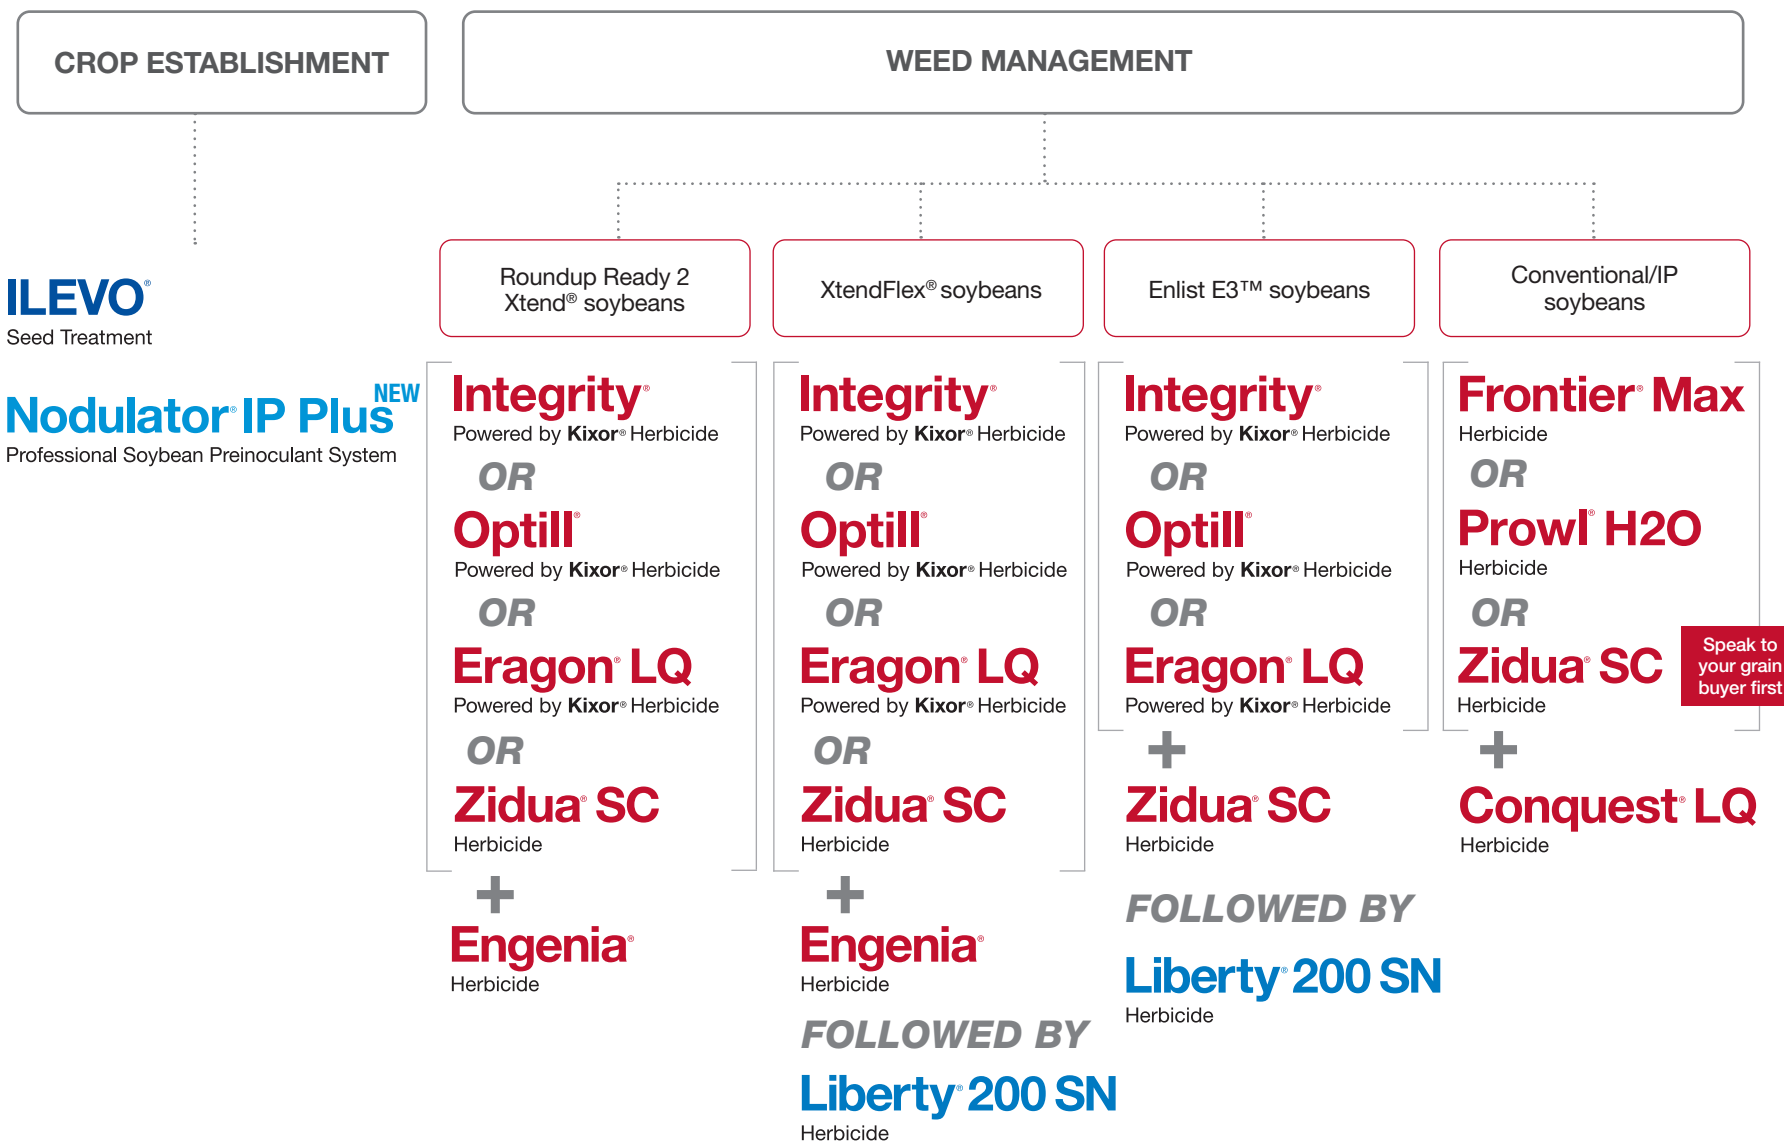 CROP ESTABLISHMENT
WEED MANAGEMENT
ILEVO®
Seed Treatment
Nodulator® IP Plus NEW
Professional Soybean Preinoculant System
Roundup Ready 2
Xtend® soybeans
Integrity®
Powered by Kixor® Herbicide
OR
Optill®
Powered by Kixor® Herbicide
OR
Eragon® LQ
Powered by Kixor® Herbicide
OR
Zidua® SC
Herbicide
+
Engenia®
Herbicide
XtendFlex® soybeans
Integrity®
Powered by Kixor® Herbicide
OR
Optill®
Powered by Kixor® Herbicide
OR
Eragon® LQ
Powered by Kixor® Herbicide
OR
Zidua® SC
Herbicide
+
Engenia®
Herbicide
FOLLOWED BY
Liberty® 200 SN
Herbicide
Enlist E3™ soybeans
Integrity®
Powered by Kixor® Herbicide
OR
Optill®
Powered by Kixor® Herbicide
OR
Eragon® LQ
Powered by Kixor® Herbicide
+
Zidua® SC
Herbicide
FOLLOWED BY
Liberty® 200 SN
Herbicide
Conventional/IP
soybeans
Frontier® Max
Herbicide
OR
Prowl® H2O
Herbicide
OR
Zidua® SC
Herbicide
Speak to
your grain
buyer first
+
Conquest® LQ
Herbicide